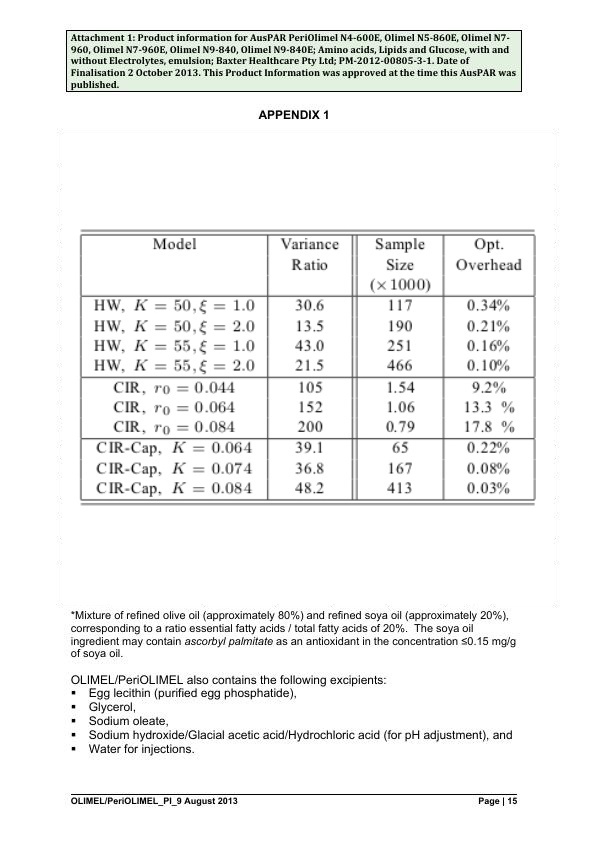 Attachment 1: Product information for AusPAR PeriOlimel N4-600E, Olimel N5-860E, Olimel N7-
960, Olimel N7-960E, Olimel N9-840, Olimel N9-840E; Amino acids, Lipids and Glucose, with and
without Electrolytes, emulsion; Baxter Healthcare Pty Ltd; PM-2012-00805-3-1. Date of
Finalisation 2 October 2013. This Product Information was approved at the time this AusPAR was
published.
APPENDIX 1
Model Variance Sample Opt.
Ratio Size Overhead
(×1000)
HW, K = 50, ξ = 1.0 30.6 117 0.34%
HW, K = 50, ξ = 2.0 13.5 190 0.21%
HW, K = 55, ξ = 1.0 43.0 251 0.16%
HW, K = 55, ξ = 2.0 21.5 466 0.10%
CIR, r0 = 0.044 105 1.54 9.2%
CIR, r0 = 0.064 152 1.06 13.3 %
CIR, r0 = 0.084 200 0.79 17.8 %
CIR-Cap, K = 0.064 39.1 65 0.22%
CIR-Cap, K = 0.074 36.8 167 0.08%
CIR-Cap, K = 0.084 48.2 413 0.03%
*Mixture of refined olive oil (approximately 80%) and refined soya oil (approximately 20%),
corresponding to a ratio essential fatty acids / total fatty acids of 20%. The soya oil
ingredient may contain ascorbyl palmitate as an antioxidant in the concentration ≤0.15 mg/g
of soya oil.
OLIMEL/PeriOLIMEL also contains the following excipients:
▪ Egg lecithin (purified egg phosphatide),
▪ Glycerol,
▪ Sodium oleate,
▪ Sodium hydroxide/Glacial acetic acid/Hydrochloric acid (for pH adjustment), and
▪ Water for injections.
OLIMEL/PeriOLIMEL_PI_9 August 2013 Page | 15